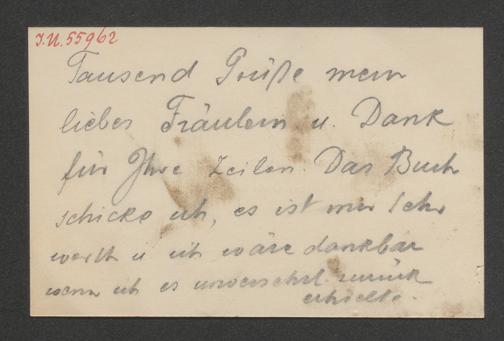 J.N. 55962
Tausend Grüße mein
liebes Fräulein u. Dank
für Ihre Zeilen. Das Buch
schicke ich, es ist mir sehr
werth u ich wäre dankbar
wenn ich es unversehrt zurück
erhielte.